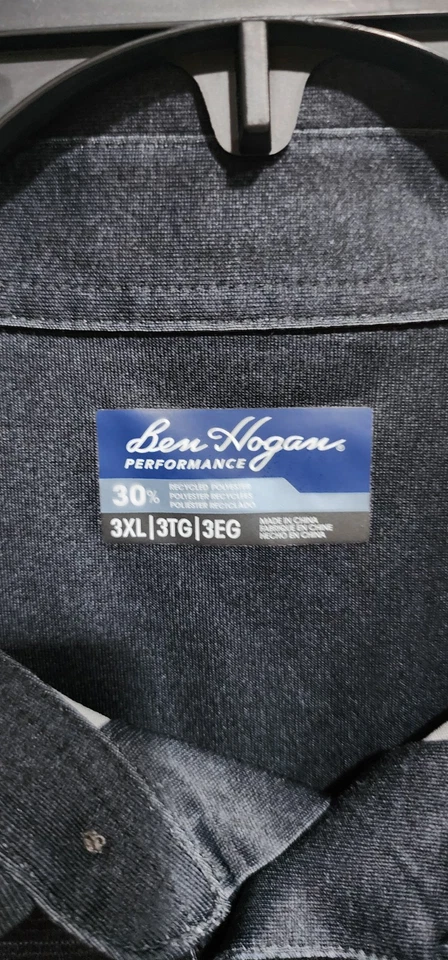 Ben Hogan
PERFORMANCE
30% RECYCLED POLYESTER
POLYESTER RECYCLÉS
POLIÉSTER RECICLADO
3XL|3TG|3EG MADE IN CHINA
FABRIQUÉ EN CHINE
HECHO EN CHINA